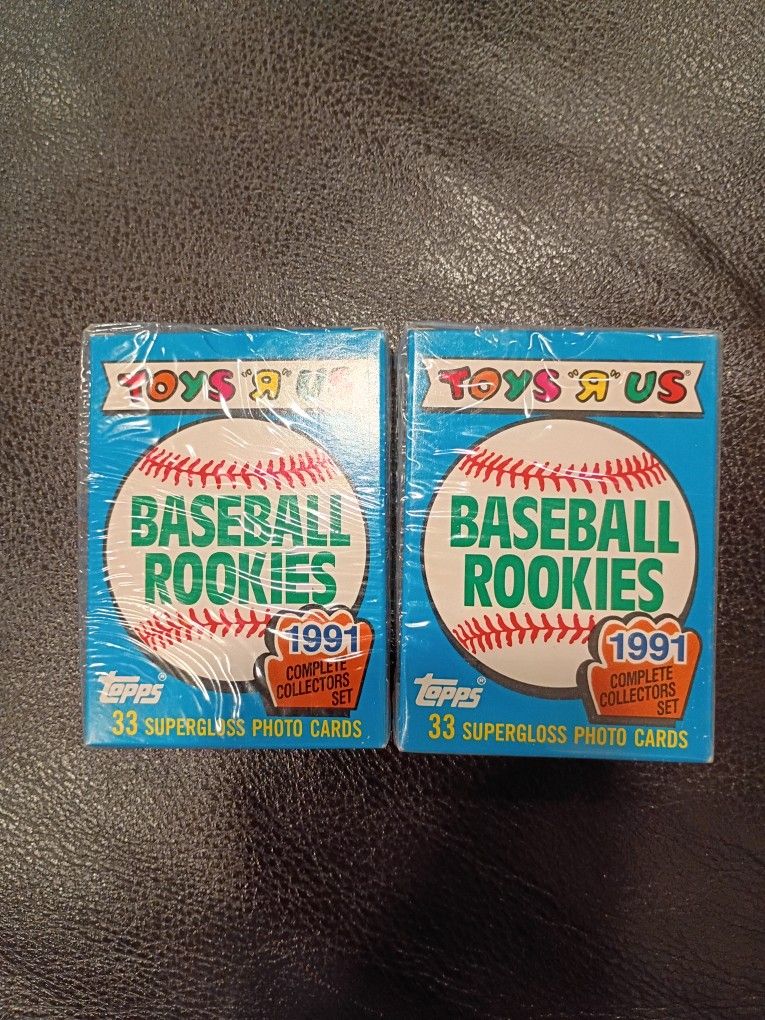 TOYS "Я" US
BASEBALL
ROOKIES
1991
COMPLETE
COLLECTORS
SET
Topps®
33 SUPERGLOSS PHOTO CARDS
TOYS "Я" US®
BASEBALL
ROOKIES
1991
COMPLETE
COLLECTORS
SET
Topps®
33 SUPERGLOSS PHOTO CARDS